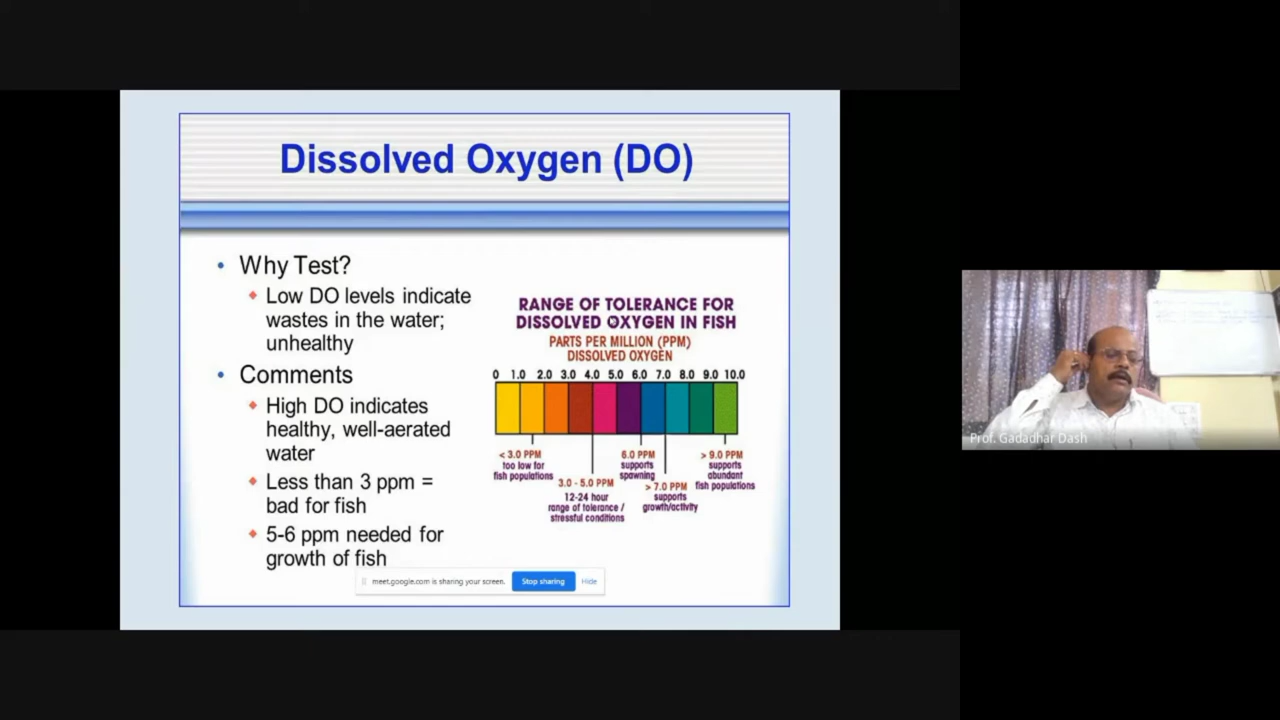 Dissolved Oxygen (DO)
• Why Test?
Low DO levels indicate
wastes in the water;
unhealthy
• Comments
High DO indicates
healthy, well-aerated
water
Less than 3 ppm =
bad for fish
5-6 ppm needed for
growth of fish
RANGE OF TOLERANCE FOR
DISSOLVED OXYGEN IN FISH
PARTS PER MILLION (PPM)
DISSOLVED OXYGEN
0 1.0 2.0 3.0 4.0 5.0 6.0 7.0 8.0 9.0 10.0
< 3.0 PPM
too low for
fish populations
3.0 - 5.0 PPM
12-24 hour
range of tolerance /
stressful conditions
6.0 PPM
supports
spawning
> 7.0 PPM
supports
growth/activity
> 9.0 PPM
supports
abundant
fish populations
meet.google.com is sharing your screen. Stop sharing Hide
Prof. Gadadhar Dash